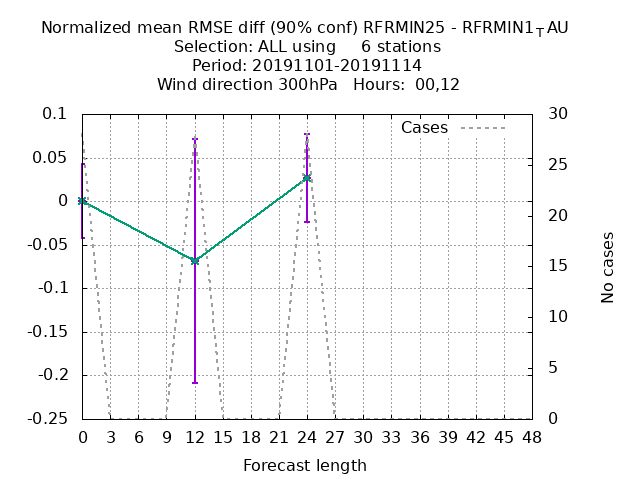 Normalized mean RMSE diff (90% conf) RFRMIN25 - RFRMIN1TAU
Selection: ALL using 6 stations
Period: 20191101-20191114
Wind direction 300hPa Hours: 00,12
Cases
0.1
0.05
0
-0.05
-0.1
-0.15
-0.2
-0.25
30
25
20
15
10
5
0
No cases
0 3 6 9 12 15 18 21 24 27 30 33 36 39 42 45 48
Forecast length